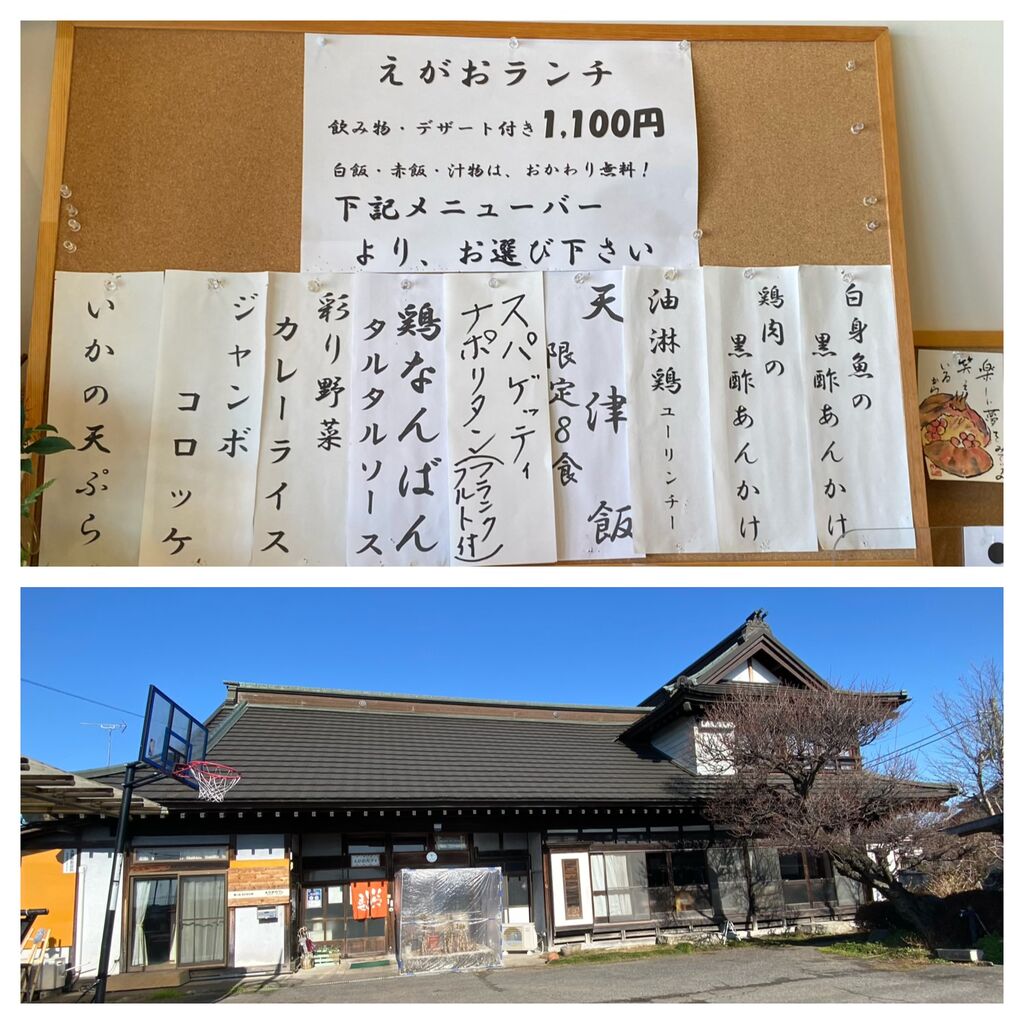 えがおランチ
飲み物・デザート付き 1,100円
白飯・赤飯・汁物は、おかわり無料！
下記メニューバー
より、お選び下さい
白身魚の
黒酢あんかけ
鶏肉の
黒酢あんかけ
油淋鶏 ユーリンチー
天津飯
限定8食
スパゲッティ
ナポリタン(フランクフルト付)
鶏なんばん
タルタルソース
彩り野菜
カレーライス
ジャンボ
コロッケ
いかの天ぷら
楽しい夢を